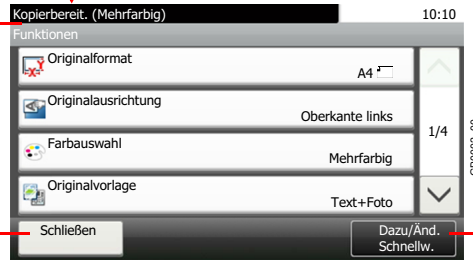 Kopierbereit. (Mehrfarbig) 10:10
Funktionen
Originalformat
A4
Originalausrichtung
Oberkante links
1/4
Farbauswahl
Mehrfarbig
Originalvorlage
Text+Foto
Schließen
Dazu/Änd.
Schnellw.